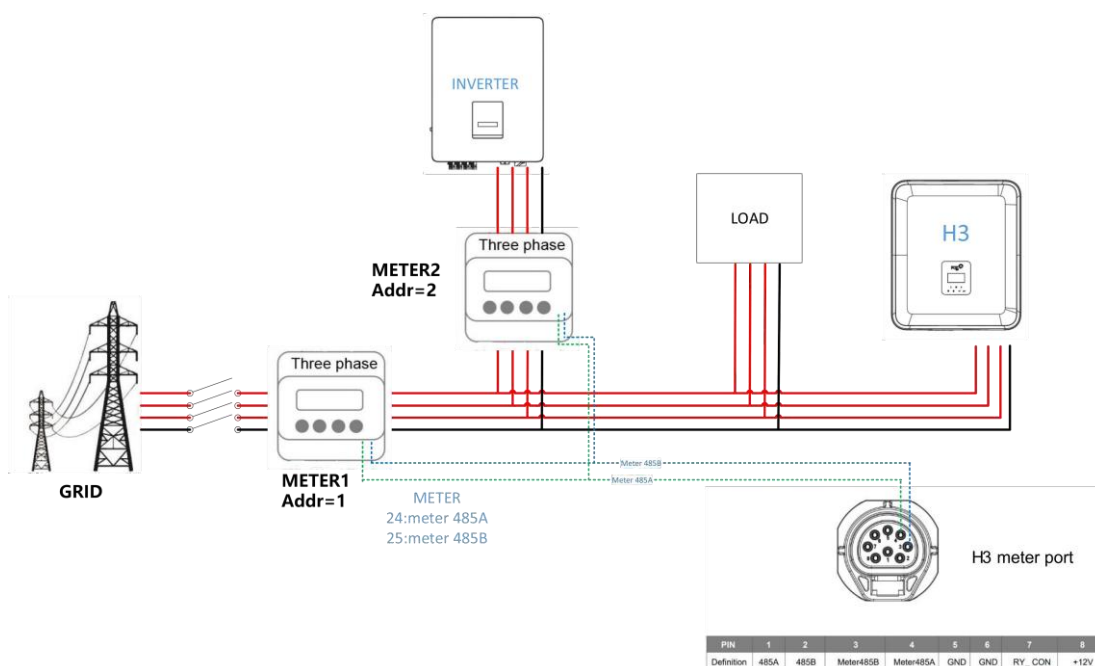 INVERTER
LOAD
H3
Three phase
METER2
Addr=2
Three phase
METER1
Addr=1
GRID
METER
24:meter 485A
25:meter 485B
Meter 485B
Meter 485A
H3 meter port
PIN 1 2 3 4 5 6 7 8
Definition 485A 485B Meter485B Meter485A GND GND RY_CON +12V